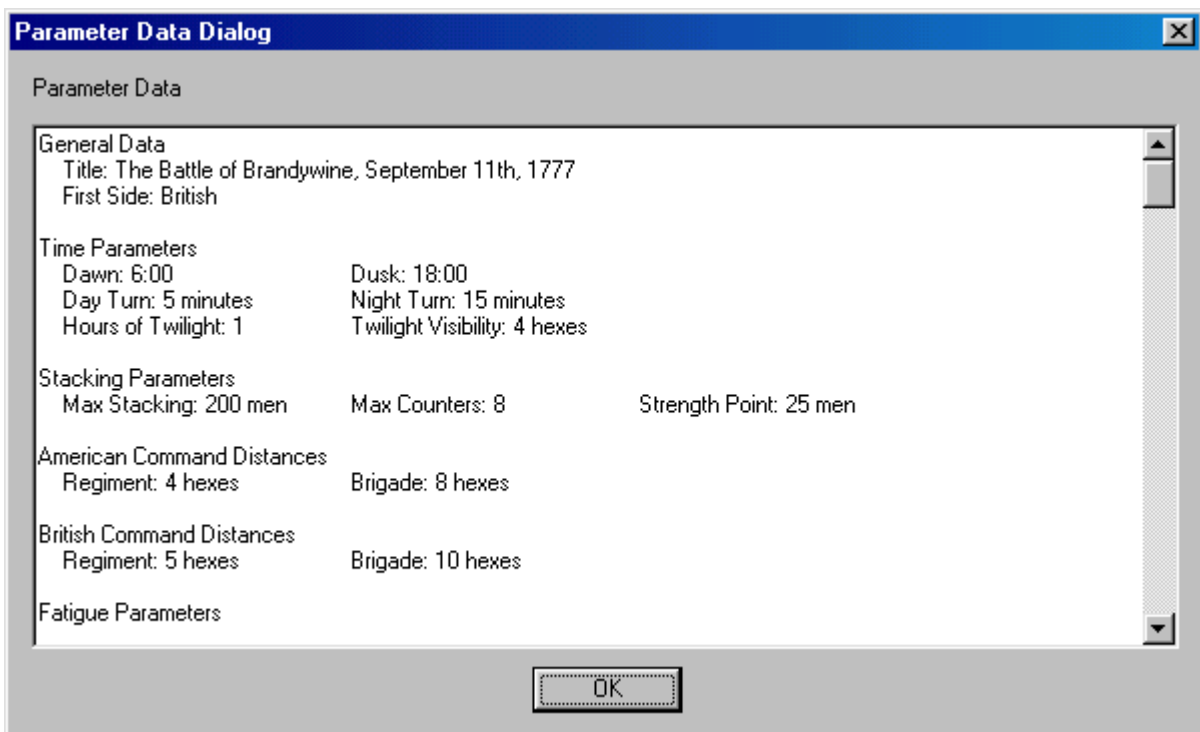 Parameter Data Dialog
Parameter Data
General Data
Title: The Battle of Brandywine, September 11th, 1777
First Side: British
Time Parameters
Dawn: 6:00 Dusk: 18:00
Day Turn: 5 minutes Night Turn: 15 minutes
Hours of Twilight: 1 Twilight Visibility: 4 hexes
Stacking Parameters
Max Stacking: 200 men Max Counters: 8 Strength Point: 25 men
American Command Distances
Regiment: 4 hexes Brigade: 8 hexes
British Command Distances
Regiment: 5 hexes Brigade: 10 hexes
Fatigue Parameters
OK